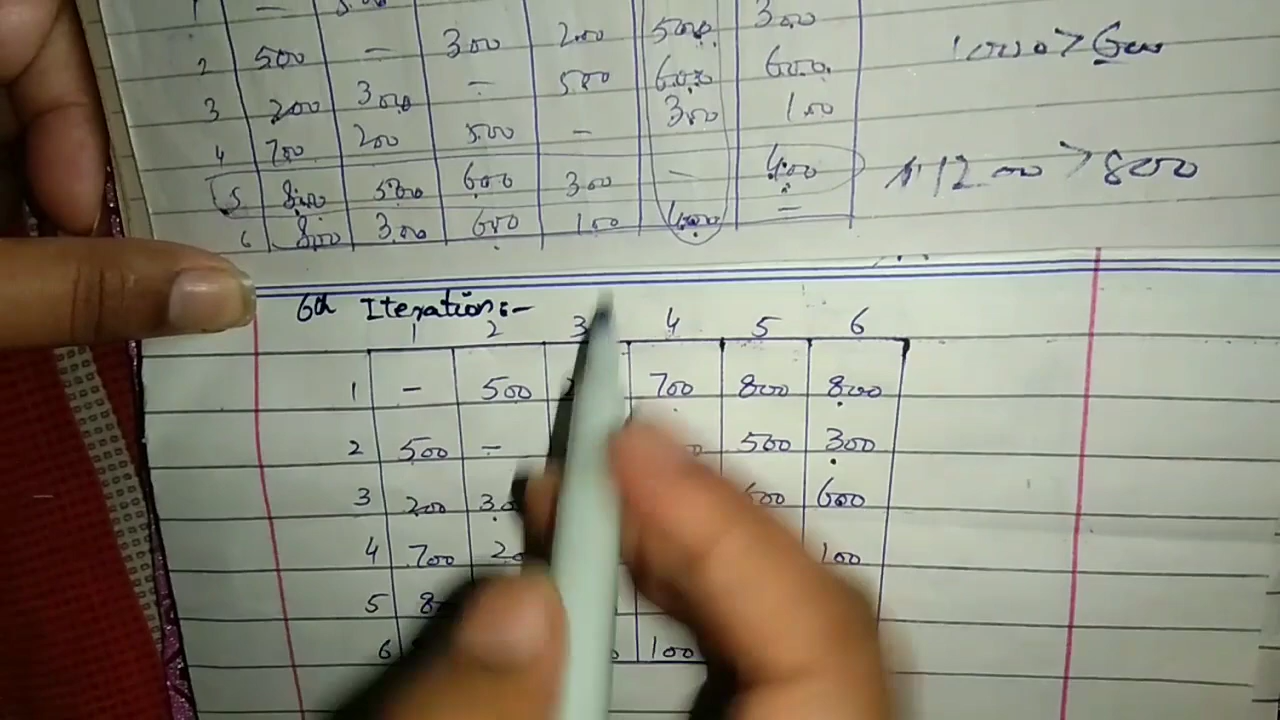 1 —
2 500 — 300 200 500 300 1000 > 600
3 200 300 — 500 600 600
4 700 200 500 — 300 100
5 800 500 600 300 — 400 1200 > 800
6 800 300 600 100 400 —
6th Iteration:-
1 2 3 4 5 6
1 — 500 700 800 800
2 500 — 500 300
3 200 600
4 700 100
5
6 100